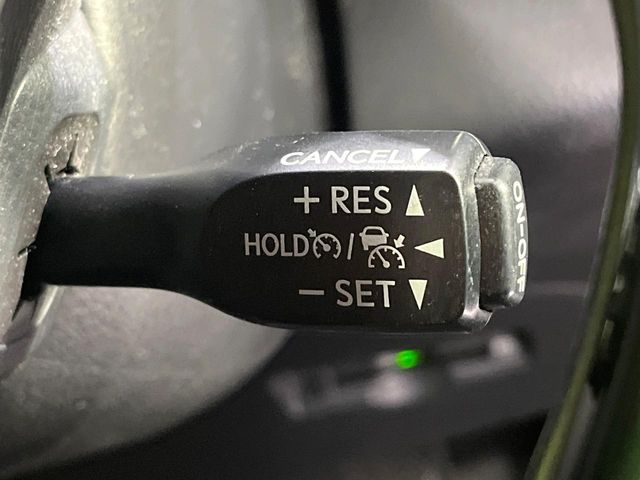 CANCEL▼
+ RES ▲
HOLD / ◀
− SET ▼
ON-OFF